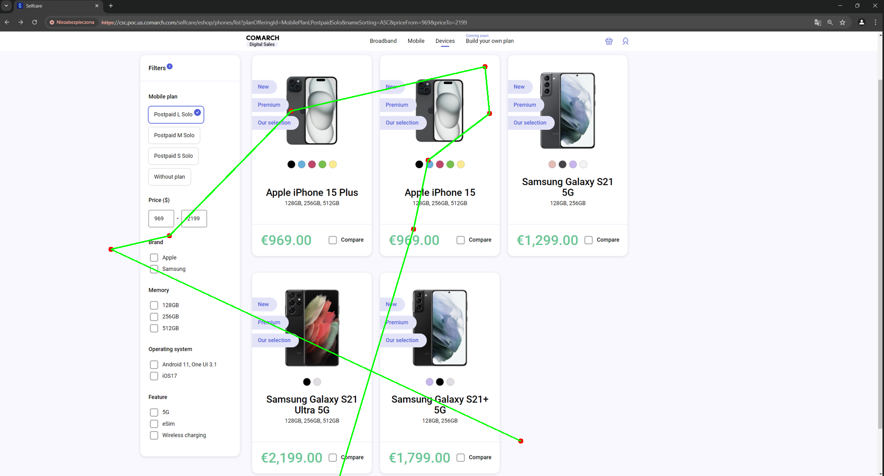 Selfcare
Niebezpieczna
https://csc.poc.us.comarch.com/selfcare/eshop/phones/list?planOfferingId=MobilePlanLPostpaidSolo&nameSorting=ASC&priceFrom=969&priceTo=2199
COMARCH
Digital Sales
Broadband
Mobile
Devices
Coming soon
Build your own plan
Filters
Mobile plan
Postpaid L Solo
Postpaid M Solo
Postpaid S Solo
Without plan
Price ($)
969 - 2199
Brand
Apple
Samsung
Memory
128GB
256GB
512GB
Operating system
Android 11, One UI 3.1
iOS17
Feature
5G
eSim
Wireless charging
New
Premium
Our selection
Apple iPhone 15 Plus
128GB, 256GB, 512GB
€969.00
Compare
New
Premium
Our selection
Apple iPhone 15
128GB, 256GB, 512GB
€969.00
Compare
New
Premium
Our selection
Samsung Galaxy S21
5G
128GB, 256GB
€1,299.00
Compare
New
Premium
Our selection
Samsung Galaxy S21
Ultra 5G
128GB, 256GB, 512GB
€2,199.00
Compare
New
Premium
Our selection
Samsung Galaxy S21+
5G
128GB, 256GB
€1,799.00
Compare